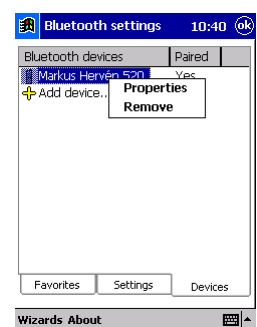 Bluetooth settings 10:40 ok
Bluetooth devices Paired
Markus Hervén 520 Yes
Add device..
Properties
Remove
Favorites Settings Devices
Wizards About